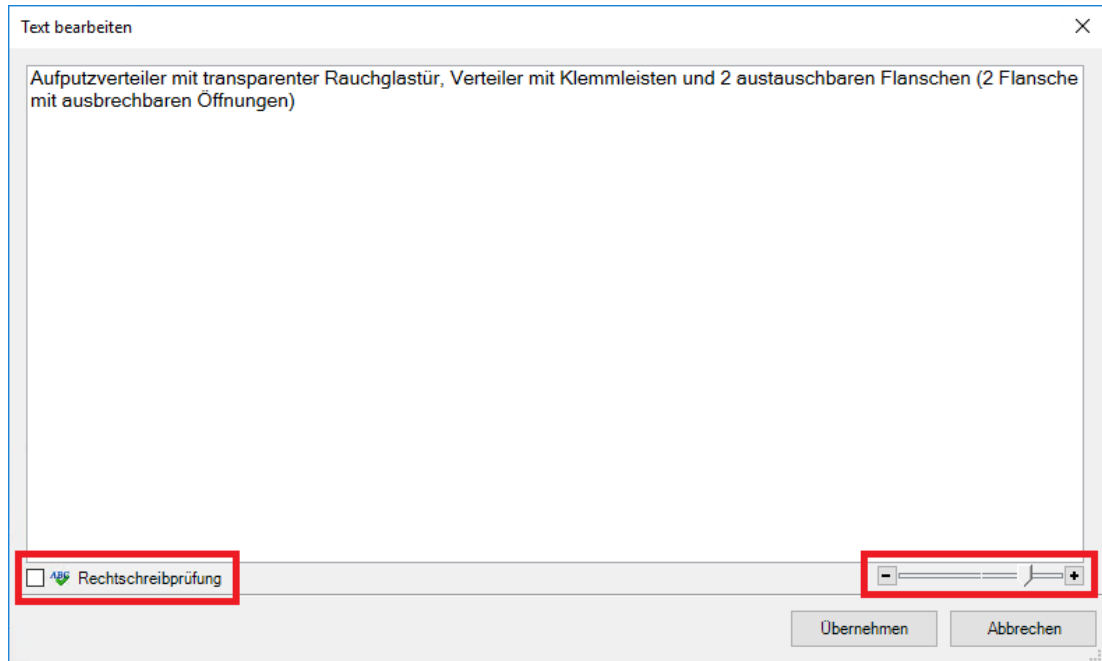 Text bearbeiten
Aufputzverteiler mit transparenter Rauchglastür, Verteiler mit Klemmleisten und 2 austauschbaren Flanschen (2 Flansche
mit ausbrechbaren Öffnungen)
ABC Rechtschreibprüfung
Übernehmen Abbrechen